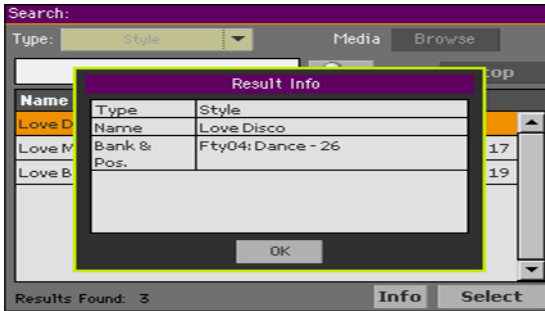 Search:
Type: Style Media Browse
Result Info
Name
Type Style
Love D
Name Love Disco
Love M
Bank & Fty04: Dance - 26
17
Pos.
Love B
19
OK
Results Found: 3 Info Select